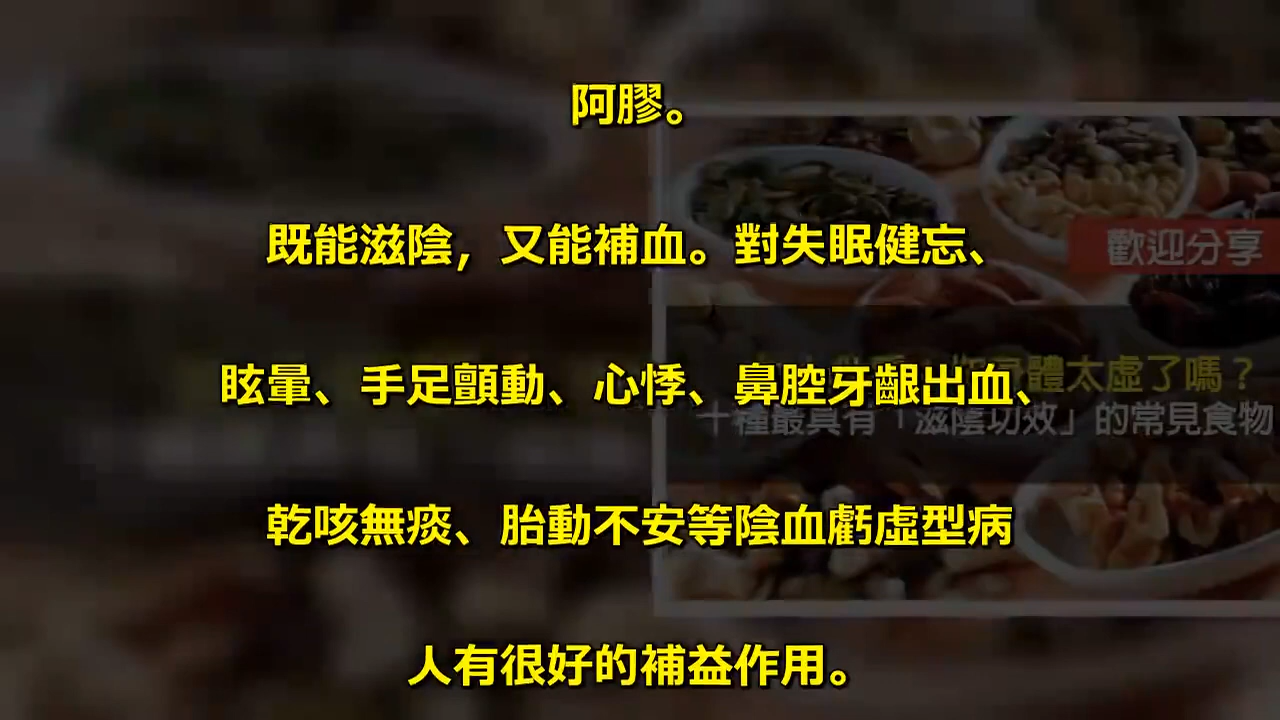 阿膠。
既能滋陰，又能補血。對失眠健忘、
歡迎分享
眩暈、手足顫動、心悸、鼻腔牙齦出血、
體太虛了嗎？
十種最具有「滋陰功效」的常見食物
乾咳無痰、胎動不安等陰血虧虛型病
人有很好的補益作用。